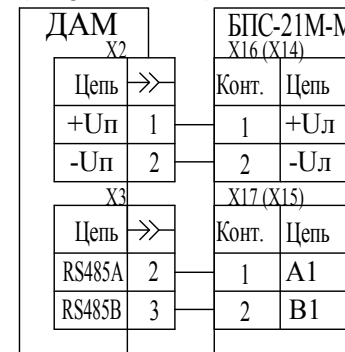 ДАМ БПС-21М-М
X2 X16 (X14)
Цепь Конт. Цепь
+Uп 1 1 +Uл
-Uп 2 2 -Uл
X3 X17 (X15)
Цепь Конт. Цепь
RS485A 2 1 A1
RS485B 3 2 B1